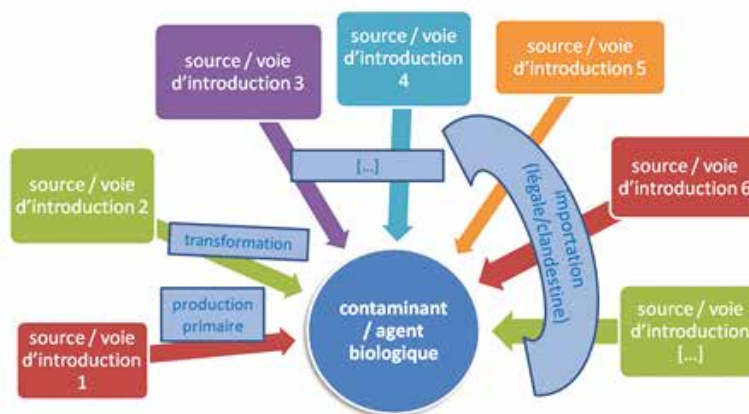 source / voie
d'introduction
4
source / voie
d'introduction 3
source / voie
d'introduction 5
[...]
source / voie
d'introduction 6
importation
(légale/clandestine)
source / voie
d'introduction 2
transformation
production
primaire
contaminant
/ agent
biologique
source / voie
d'introduction
1
source / voie
d'introduction
[...]